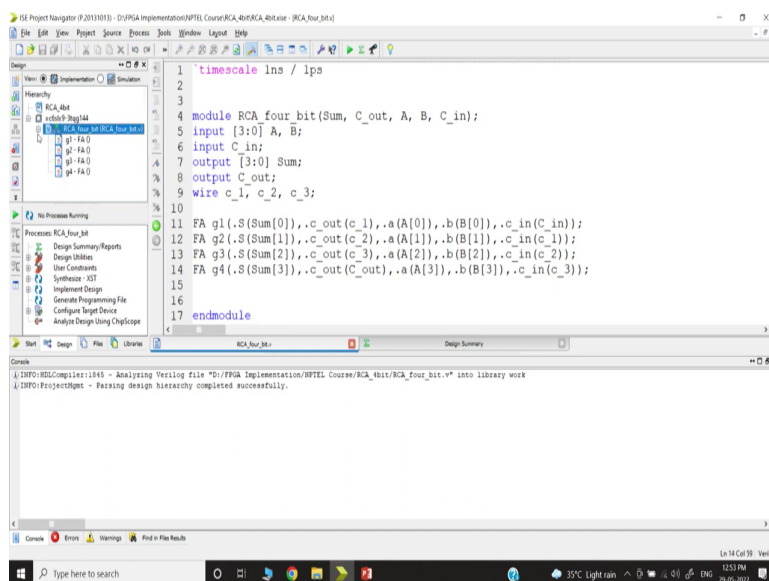 ISE Project Navigator (P.20131013) - D:\FPGA Implementation\NPTEL Course\RCA_4bit\RCA_4bit.xise - [RCA_four_bit.v]
File Edit View Project Source Process Tools Window Layout Help
Design
View: Implementation Simulation
Hierarchy
RCA_4bit
xc6slx9-3tqg144
RCA_four_bit (RCA_four_bit.v)
g1 - FA ()
g2 - FA ()
g3 - FA ()
g4 - FA ()
No Processes Running
Processes: RCA_four_bit
Design Summary/Reports
Design Utilities
User Constraints
Synthesize - XST
Implement Design
Generate Programming File
Configure Target Device
Analyze Design Using ChipScope
Start Design Files Libraries
1 `timescale 1ns / 1ps
2
3
4 module RCA_four_bit(Sum, C_out, A, B, C_in);
5 input [3:0] A, B;
6 input C_in;
7 output [3:0] Sum;
8 output C_out;
9 wire c_1, c_2, c_3;
10
11 FA g1(.S(Sum[0]),.c_out(c_1),.a(A[0]),.b(B[0]),.c_in(C_in));
12 FA g2(.S(Sum[1]),.c_out(c_2),.a(A[1]),.b(B[1]),.c_in(c_1));
13 FA g3(.S(Sum[2]),.c_out(c_3),.a(A[2]),.b(B[2]),.c_in(c_2));
14 FA g4(.S(Sum[3]),.c_out(C_out),.a(A[3]),.b(B[3]),.c_in(c_3));
15
16
17 endmodule
RCA_four_bit.v Design Summary
Console
INFO:HDLCompiler:1845 - Analyzing Verilog file "D:/FPGA Implementation/NPTEL Course/RCA_4bit/RCA_four_bit.v" into library work
INFO:ProjectMgmt - Parsing design hierarchy completed successfully.
Console Errors Warnings Find in Files Results
Ln 14 Col 59 Veri
Type here to search
35°C Light rain
ENG
12:53 PM
29-05-2022